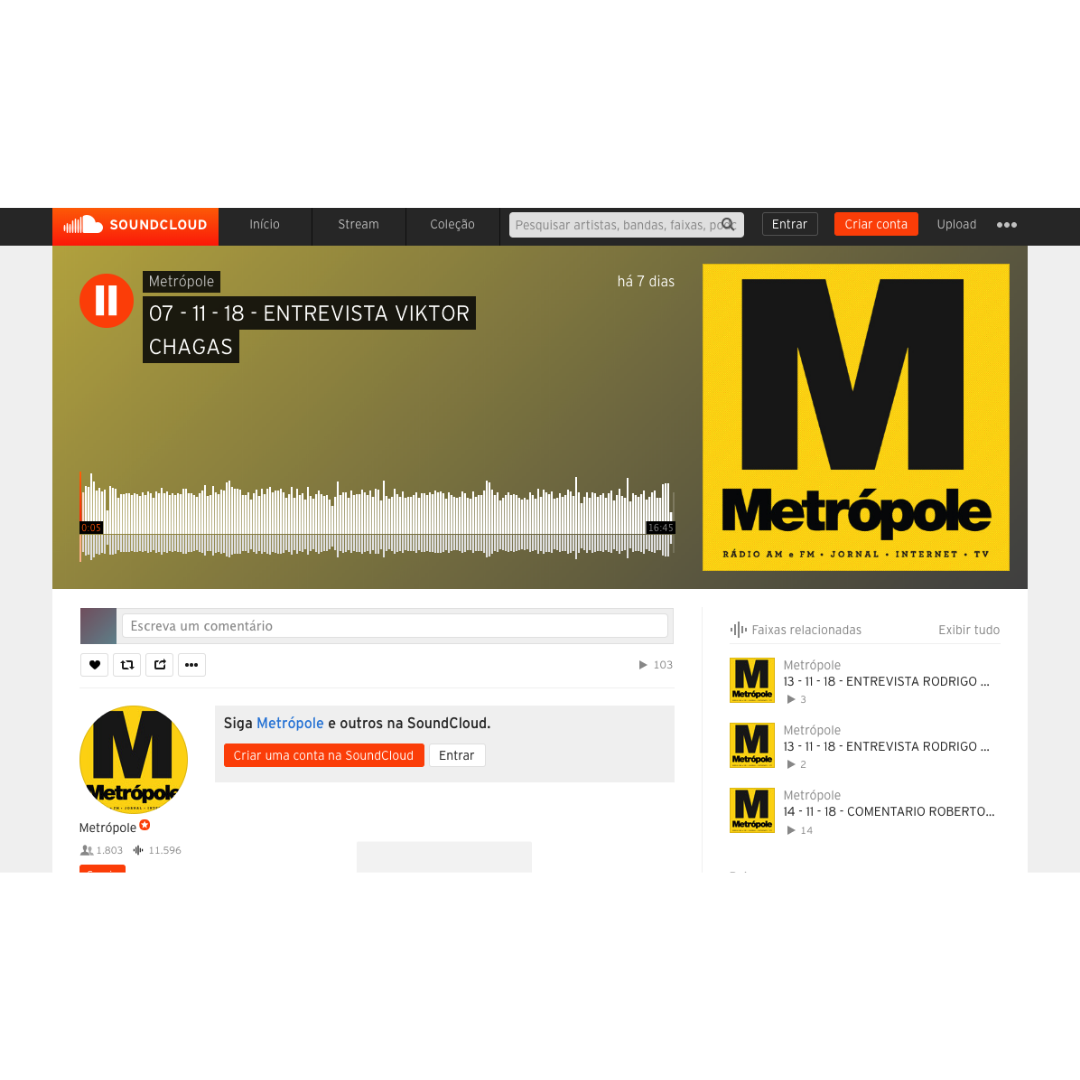 SOUNDCLOUD
Início
Stream
Coleção
Pesquisar artistas, bandas, faixas,
Entrar
Criar conta
Upload
Metrópole
há 7 dias
07 - 11 - 18 - ENTREVISTA VIKTOR
CHAGAS
0:05
16:45
M
Metrópole
RÁDIO AM e FM • JORNAL • INTERNET • TV
Escreva um comentário
103
M
Metrópole
Metrópole
1.803 11.596
Siga Metrópole e outros na SoundCloud.
Criar uma conta na SoundCloud
Entrar
Faixas relacionadas
Exibir tudo
M
Metrópole
Metrópole
13 - 11 - 18 - ENTREVISTA RODRIGO ...
3
M
Metrópole
Metrópole
13 - 11 - 18 - ENTREVISTA RODRIGO ...
2
M
Metrópole
Metrópole
14 - 11 - 18 - COMENTARIO ROBERTO...
14